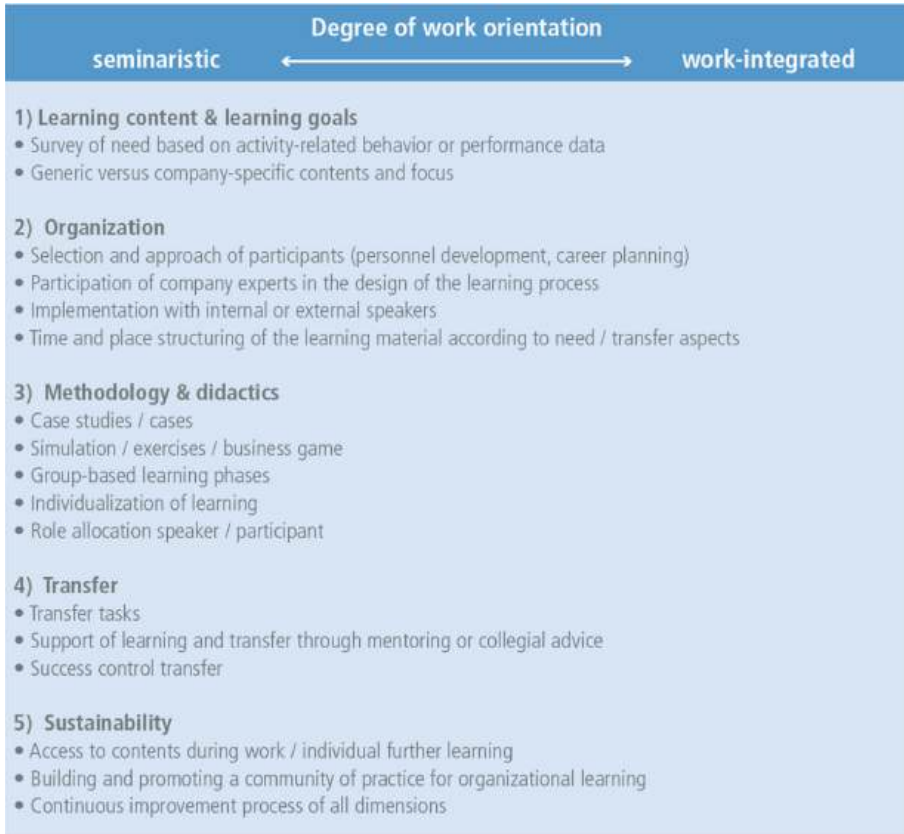 Degree of work orientation
seminaristic work-integrated
1) Learning content & learning goals
• Survey of need based on activity-related behavior or performance data
• Generic versus company-specific contents and focus
2) Organization
• Selection and approach of participants (personnel development, career planning)
• Participation of company experts in the design of the learning process
• Implementation with internal or external speakers
• Time and place structuring of the learning material according to need / transfer aspects
3) Methodology & didactics
• Case studies / cases
• Simulation / exercises / business game
• Group-based learning phases
• Individualization of learning
• Role allocation speaker / participant
4) Transfer
• Transfer tasks
• Support of learning and transfer through mentoring or collegial advice
• Success control transfer
5) Sustainability
• Access to contents during work / individual further learning
• Building and promoting a community of practice for organizational learning
• Continuous improvement process of all dimensions